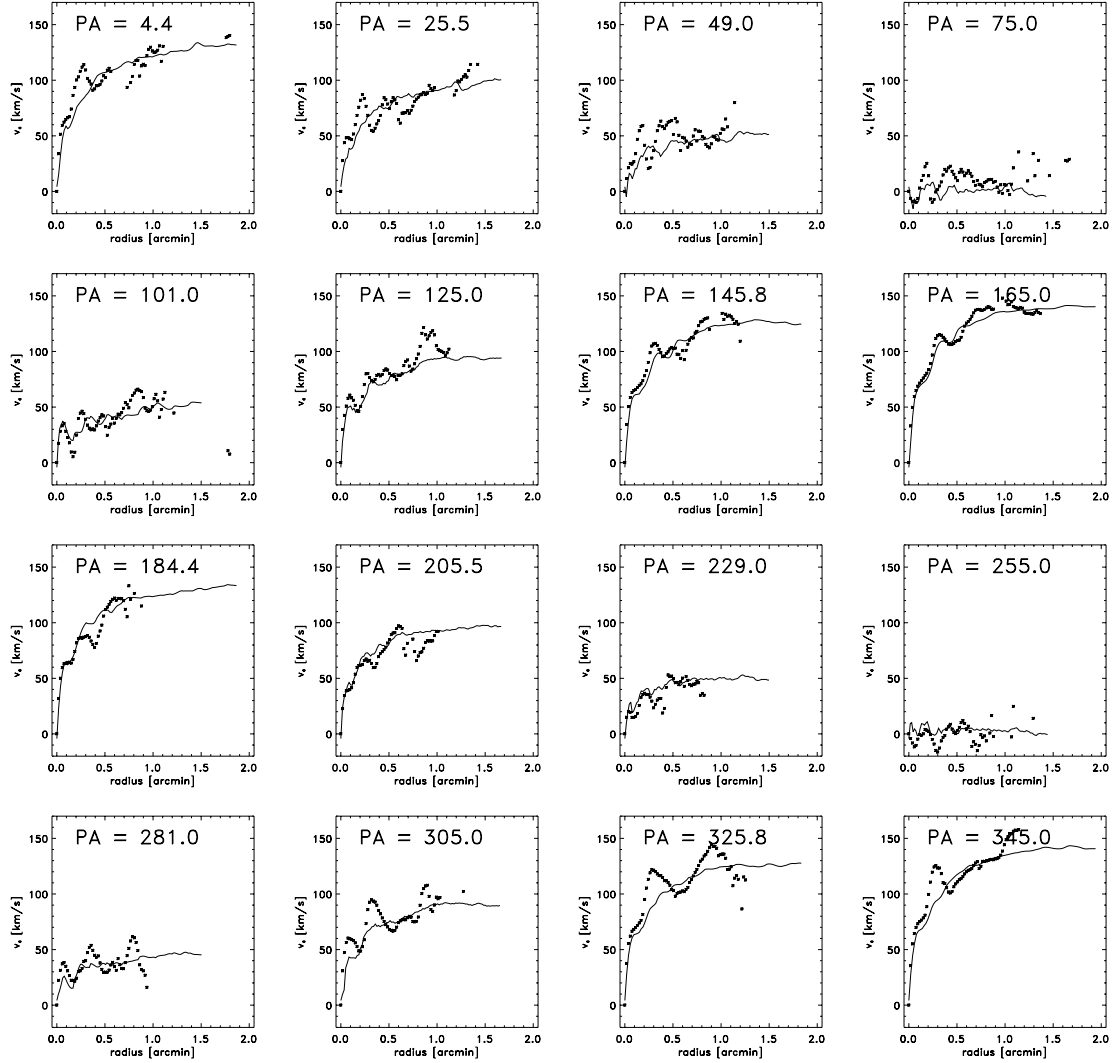 PA = 4.4
150
100
50
0
v* [km/s]
0.0 0.5 1.0 1.5 2.0
radius [arcmin]
PA = 25.5
150
100
50
0
v* [km/s]
0.0 0.5 1.0 1.5 2.0
radius [arcmin]
PA = 49.0
150
100
50
0
v* [km/s]
0.0 0.5 1.0 1.5 2.0
radius [arcmin]
PA = 75.0
150
100
50
0
v* [km/s]
0.0 0.5 1.0 1.5 2.0
radius [arcmin]
PA = 101.0
150
100
50
0
v* [km/s]
0.0 0.5 1.0 1.5 2.0
radius [arcmin]
PA = 125.0
150
100
50
0
v* [km/s]
0.0 0.5 1.0 1.5 2.0
radius [arcmin]
PA = 145.8
150
100
50
0
v* [km/s]
0.0 0.5 1.0 1.5 2.0
radius [arcmin]
PA = 165.0
150
100
50
0
v* [km/s]
0.0 0.5 1.0 1.5 2.0
radius [arcmin]
PA = 184.4
150
100
50
0
v* [km/s]
0.0 0.5 1.0 1.5 2.0
radius [arcmin]
PA = 205.5
150
100
50
0
v* [km/s]
0.0 0.5 1.0 1.5 2.0
radius [arcmin]
PA = 229.0
150
100
50
0
v* [km/s]
0.0 0.5 1.0 1.5 2.0
radius [arcmin]
PA = 255.0
150
100
50
0
v* [km/s]
0.0 0.5 1.0 1.5 2.0
radius [arcmin]
PA = 281.0
150
100
50
0
v* [km/s]
0.0 0.5 1.0 1.5 2.0
radius [arcmin]
PA = 305.0
150
100
50
0
v* [km/s]
0.0 0.5 1.0 1.5 2.0
radius [arcmin]
PA = 325.8
150
100
50
0
v* [km/s]
0.0 0.5 1.0 1.5 2.0
radius [arcmin]
PA = 345.0
150
100
50
0
v* [km/s]
0.0 0.5 1.0 1.5 2.0
radius [arcmin]